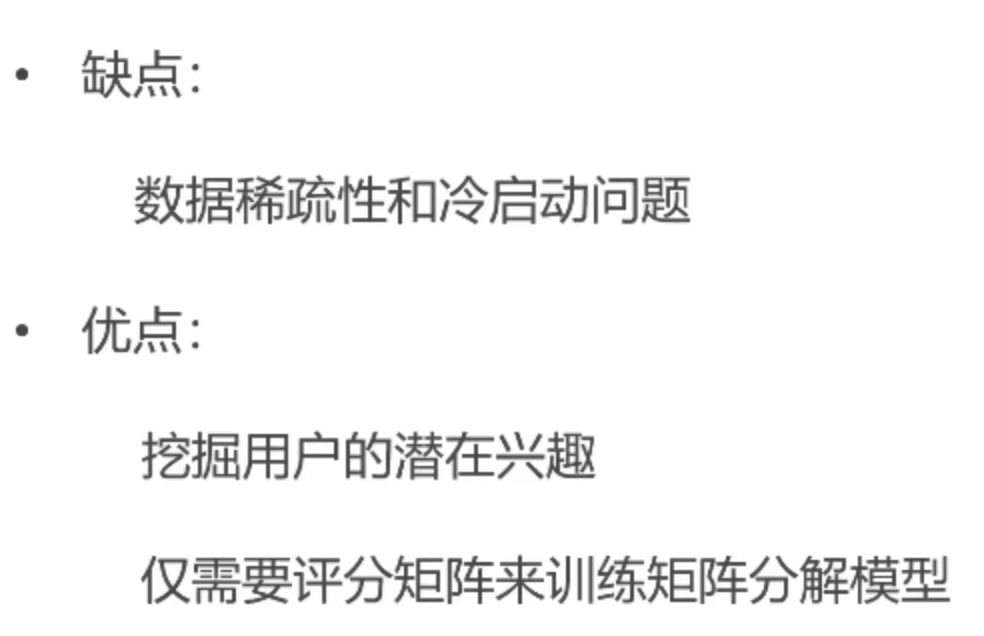 • 缺点：
数据稀疏性和冷启动问题
• 优点：
挖掘用户的潜在兴趣
仅需要评分矩阵来训练矩阵分解模型